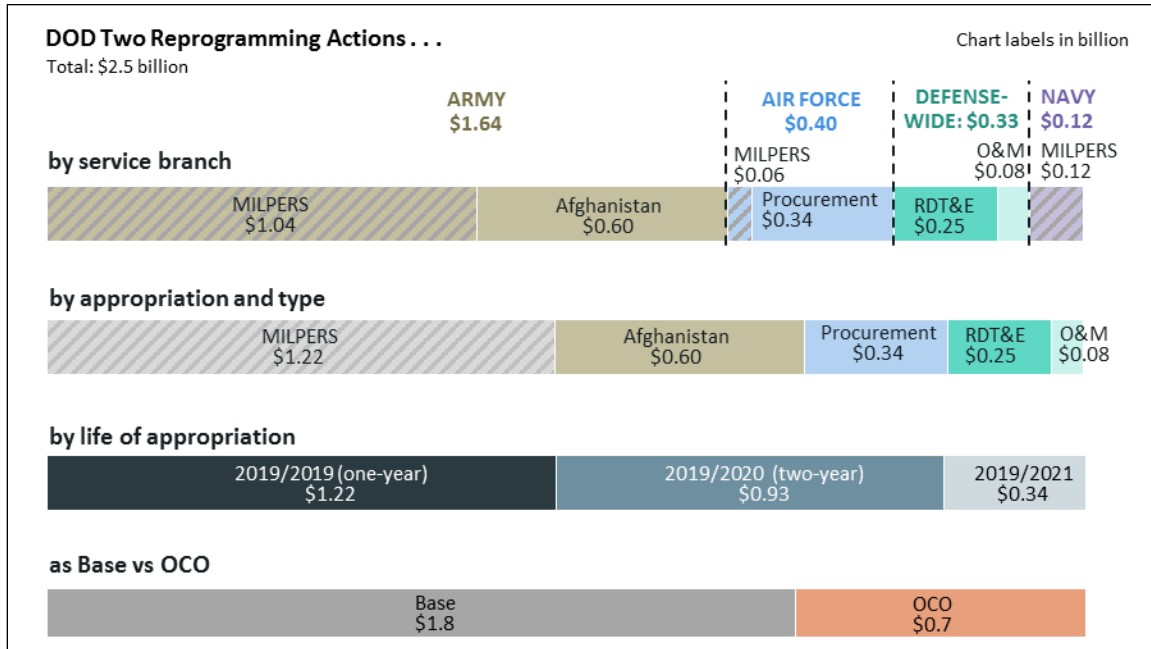 DOD Two Reprogramming Actions . . .
Chart labels in billion
Total: $2.5 billion
ARMY
$1.64
AIR FORCE
$0.40
DEFENSE-
WIDE: $0.33
NAVY
$0.12
by service branch
MILPERS
$0.06
O&M
$0.08
MILPERS
$0.12
MILPERS
$1.04
Afghanistan
$0.60
Procurement
$0.34
RDT&E
$0.25
by appropriation and type
MILPERS
$1.22
Afghanistan
$0.60
Procurement
$0.34
RDT&E
$0.25
O&M
$0.08
by life of appropriation
2019/2019 (one-year)
$1.22
2019/2020 (two-year)
$0.93
2019/2021
$0.34
as Base vs OCO
Base
$1.8
OCO
$0.7